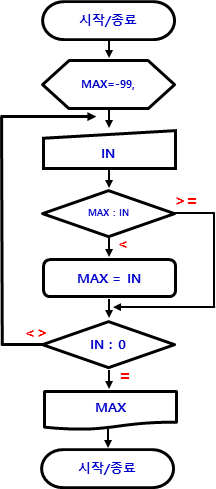 시작/종료
MAX=-99,
IN
MAX : IN
> =
<
MAX = IN
< >
IN : 0
=
MAX
시작/종료